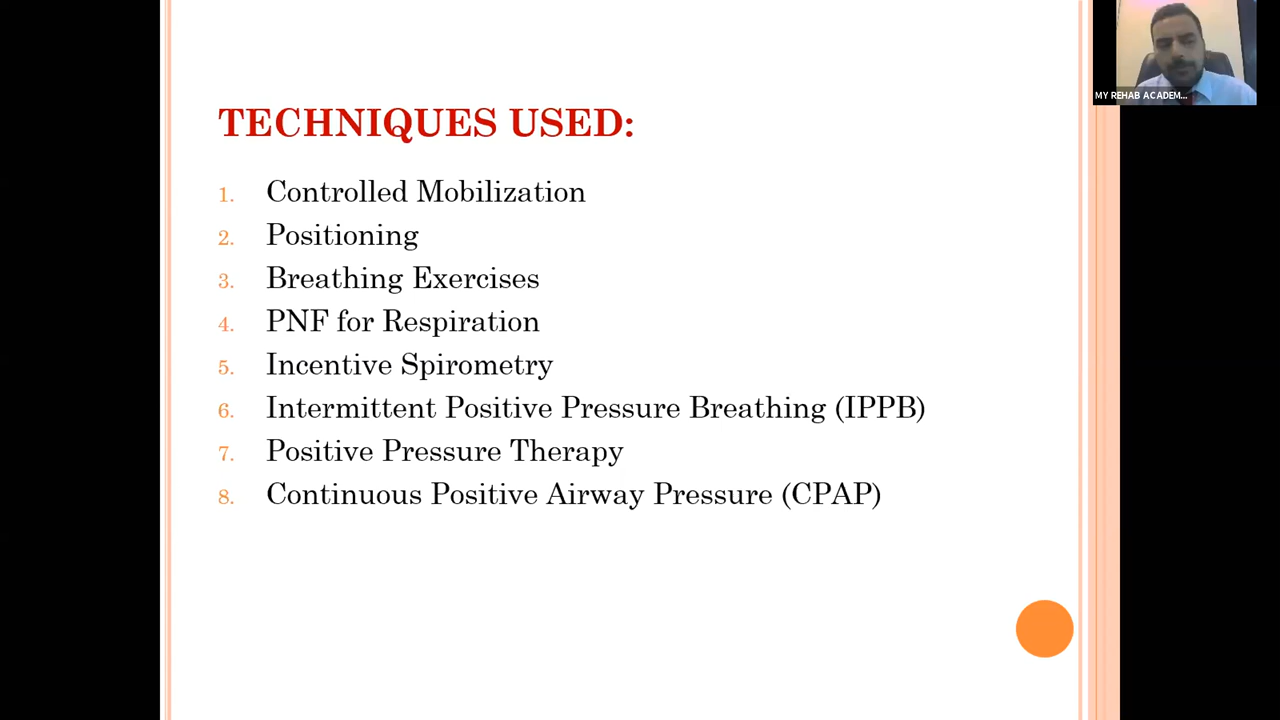 MY REHAB ACADEM...
TECHNIQUES USED:
1. Controlled Mobilization
2. Positioning
3. Breathing Exercises
4. PNF for Respiration
5. Incentive Spirometry
6. Intermittent Positive Pressure Breathing (IPPB)
7. Positive Pressure Therapy
8. Continuous Positive Airway Pressure (CPAP)